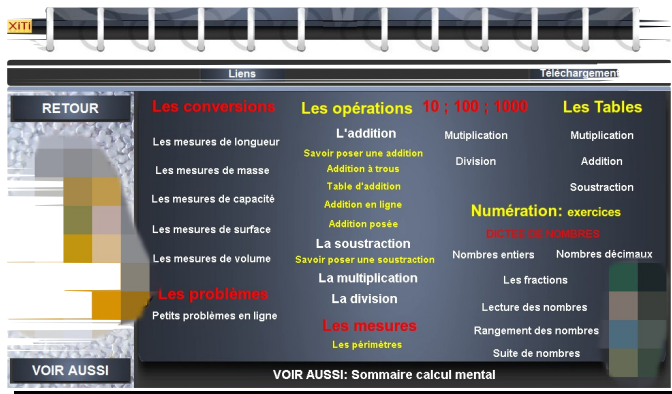 XiTi
Liens
Téléchargement
RETOUR
Les conversions
Les mesures de longueur
Les mesures de masse
Les mesures de capacité
Les mesures de surface
Les mesures de volume
Les problèmes
Petits problèmes en ligne
Les opérations
L'addition
Savoir poser une addition
Addition à trous
Table d'addition
Addition en ligne
Addition posée
La soustraction
Savoir poser une soustraction
La multiplication
La division
Les mesures
Les périmètres
10 ; 100 ; 1000
Mutiplication
Division
Les Tables
Mutiplication
Addition
Soustraction
Numération: exercices
DICTEE DE NOMBRES
Nombres entiers
Nombres décimaux
Les fractions
Lecture des nombres
Rangement des nombres
Suite de nombres
VOIR AUSSI
VOIR AUSSI: Sommaire calcul mental